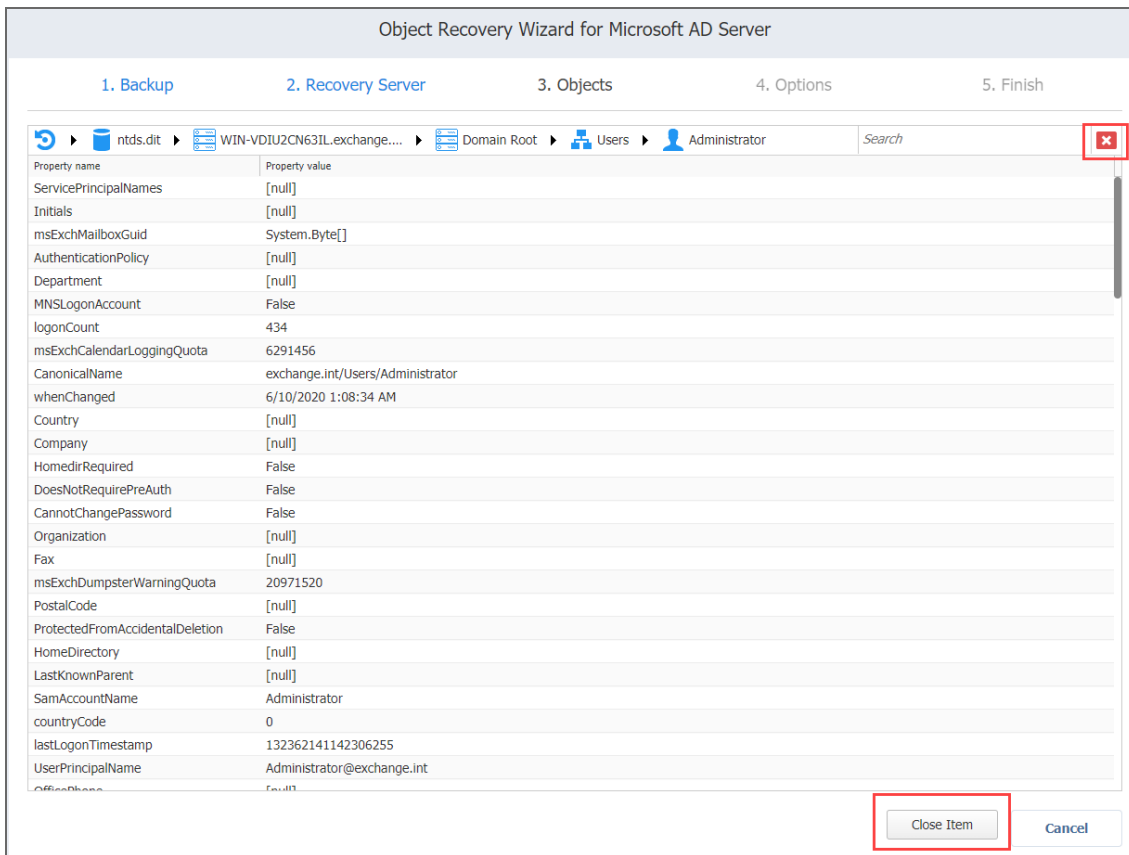 Object Recovery Wizard for Microsoft AD Server
1. Backup 2. Recovery Server 3. Objects 4. Options 5. Finish
ntds.dit WIN-VDIU2CN63IL.exchange.... Domain Root Users Administrator Search
Property name Property value
ServicePrincipalNames [null]
Initials [null]
msExchMailboxGuid System.Byte[]
AuthenticationPolicy [null]
Department [null]
MNSLogonAccount False
logonCount 434
msExchCalendarLoggingQuota 6291456
CanonicalName exchange.int/Users/Administrator
whenChanged 6/10/2020 1:08:34 AM
Country [null]
Company [null]
HomedirRequired False
DoesNotRequirePreAuth False
CannotChangePassword False
Organization [null]
Fax [null]
msExchDumpsterWarningQuota 20971520
PostalCode [null]
ProtectedFromAccidentalDeletion False
HomeDirectory [null]
LastKnownParent [null]
SamAccountName Administrator
countryCode 0
lastLogonTimestamp 132362141142306255
UserPrincipalName Administrator@exchange.int
OfficePhone [null]
Close Item Cancel